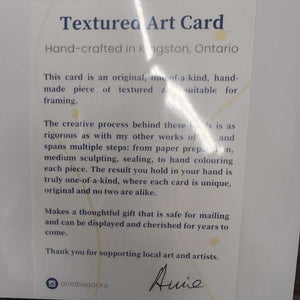 Textured Art Card
Hand-crafted in Kingston, Ontario
This card is an original, one-of-a-kind, hand-
made piece of textured art suitable for
framing.
The creative process behind these cards is as
rigorous as with my other works of art and
spans multiple steps: from paper preparation,
medium sculpting, sealing, to hand colouring
each piece. The result you hold in your hand is
truly one-of-a-kind, where each card is unique,
original and no two are alike.
Makes a thoughtful gift that is safe for mailing
and can be displayed and cherished for years to
come.
Thank you for supporting local art and artists.
aniabogacka
Ania